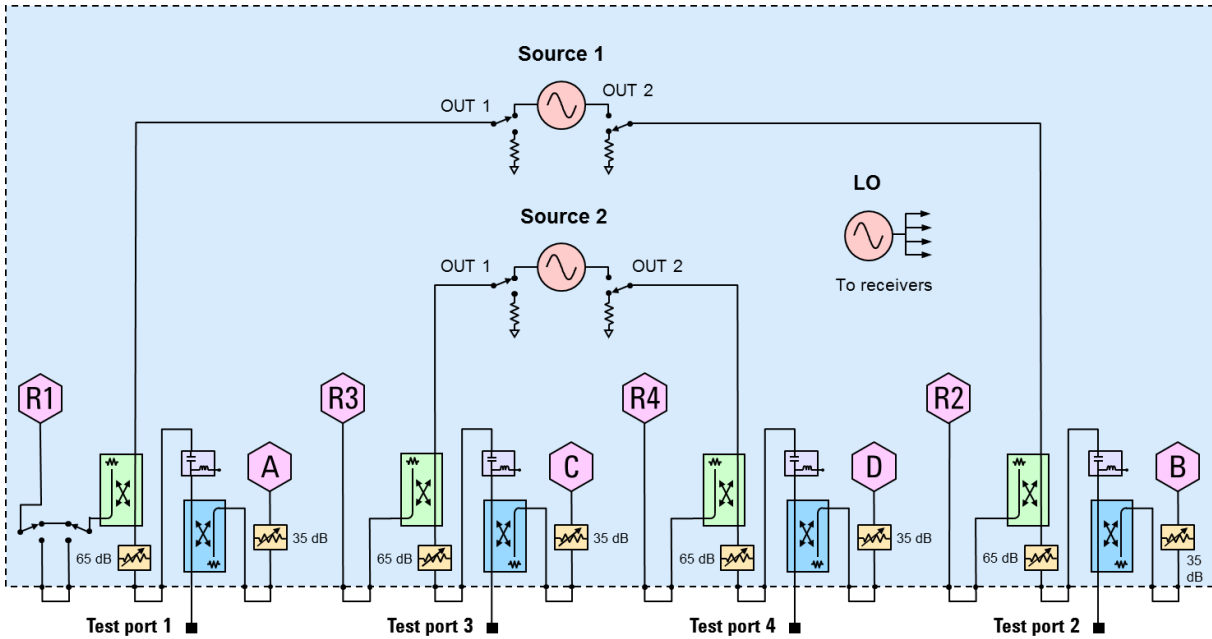 Source 1
OUT 1
OUT 2
LO
Source 2
OUT 1
OUT 2
To receivers
R1
R3
R4
R2
A
C
D
B
65 dB
35 dB
65 dB
35 dB
65 dB
35 dB
65 dB
35
dB
Test port 1
Test port 3
Test port 4
Test port 2